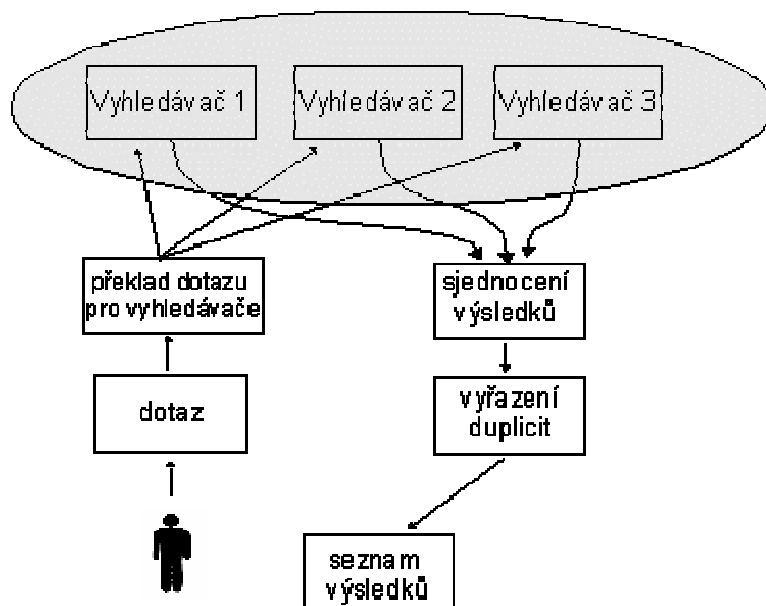 Vyhledávač 1
Vyhledávač 2
Vyhledávač 3
překlad dotazu
pro vyhledávače
sjednocení
výsledků
dotaz
vyřazení
duplicit
seznam
výsledků